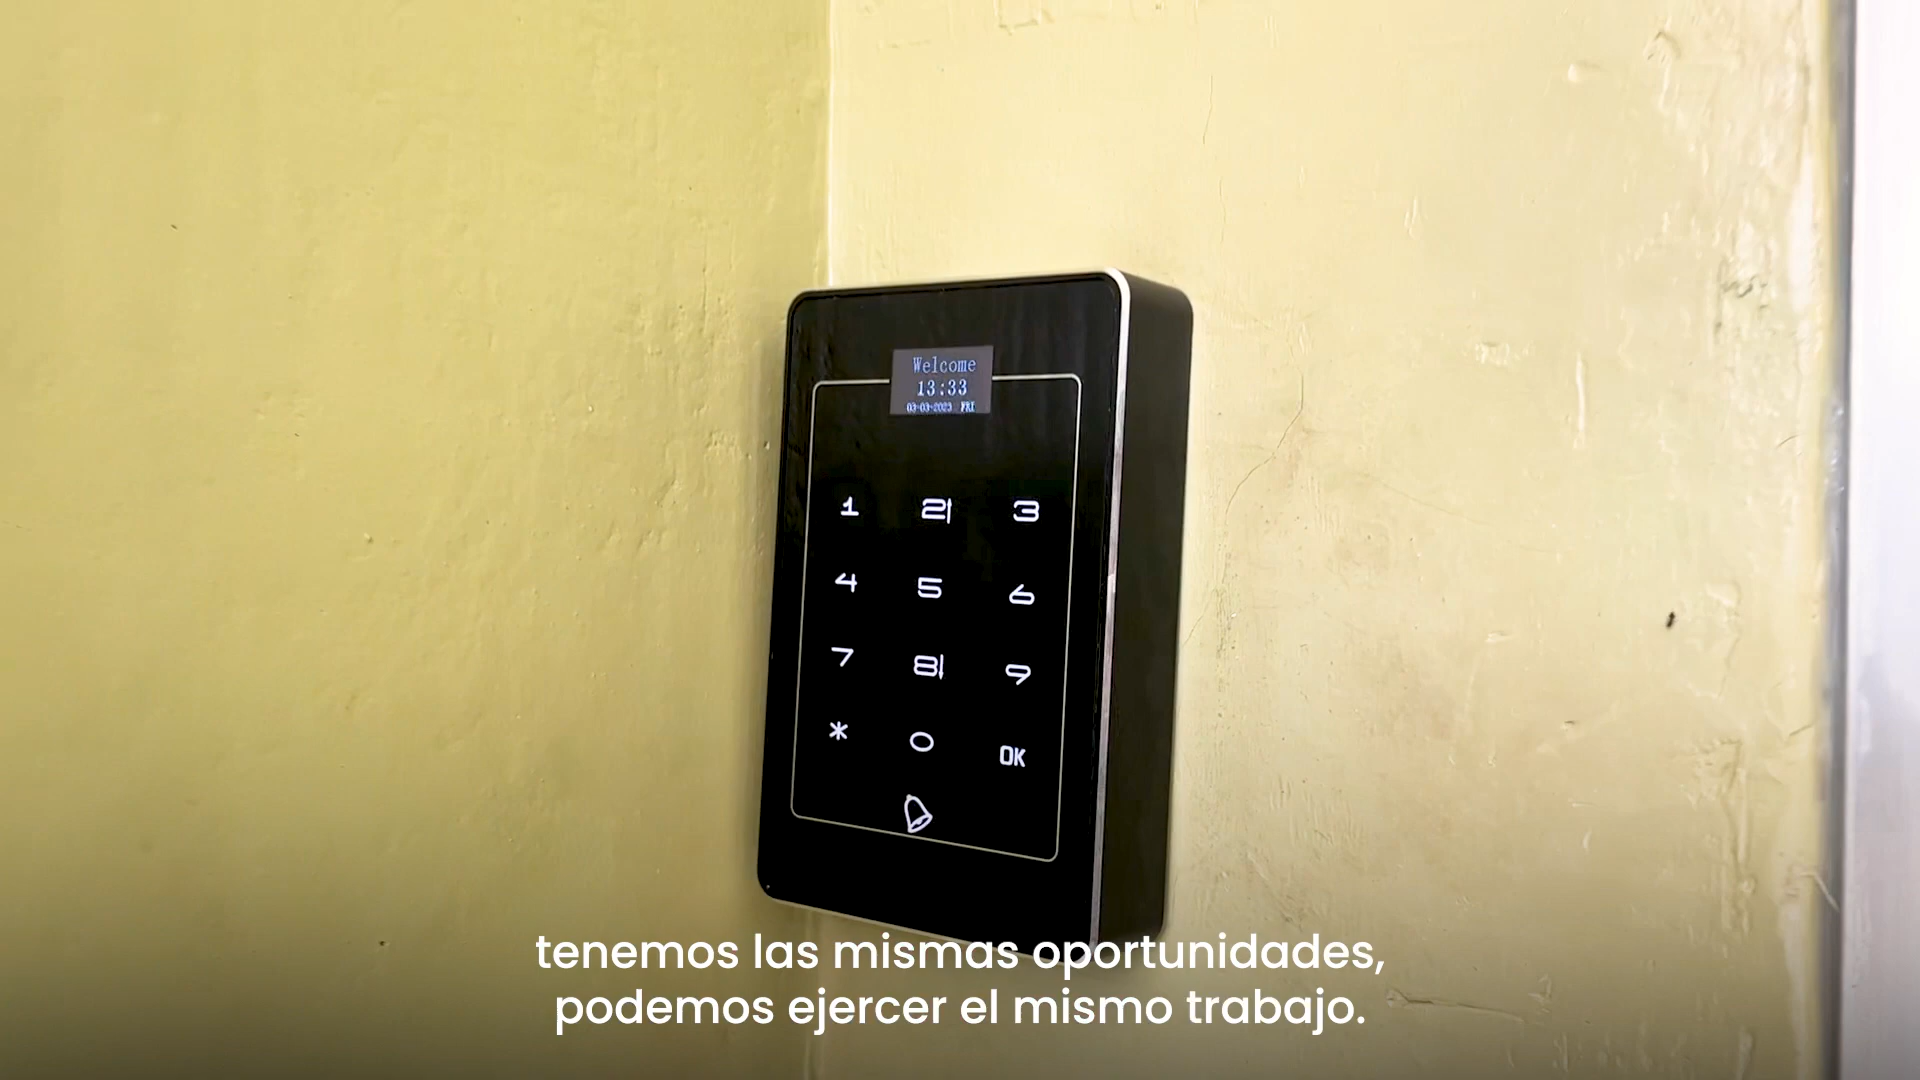 Welcome
13:33
03-03-2023 FRI
1 2 3
4 5 6
7 8 9
* 0 OK
tenemos las mismas oportunidades,
podemos ejercer el mismo trabajo.